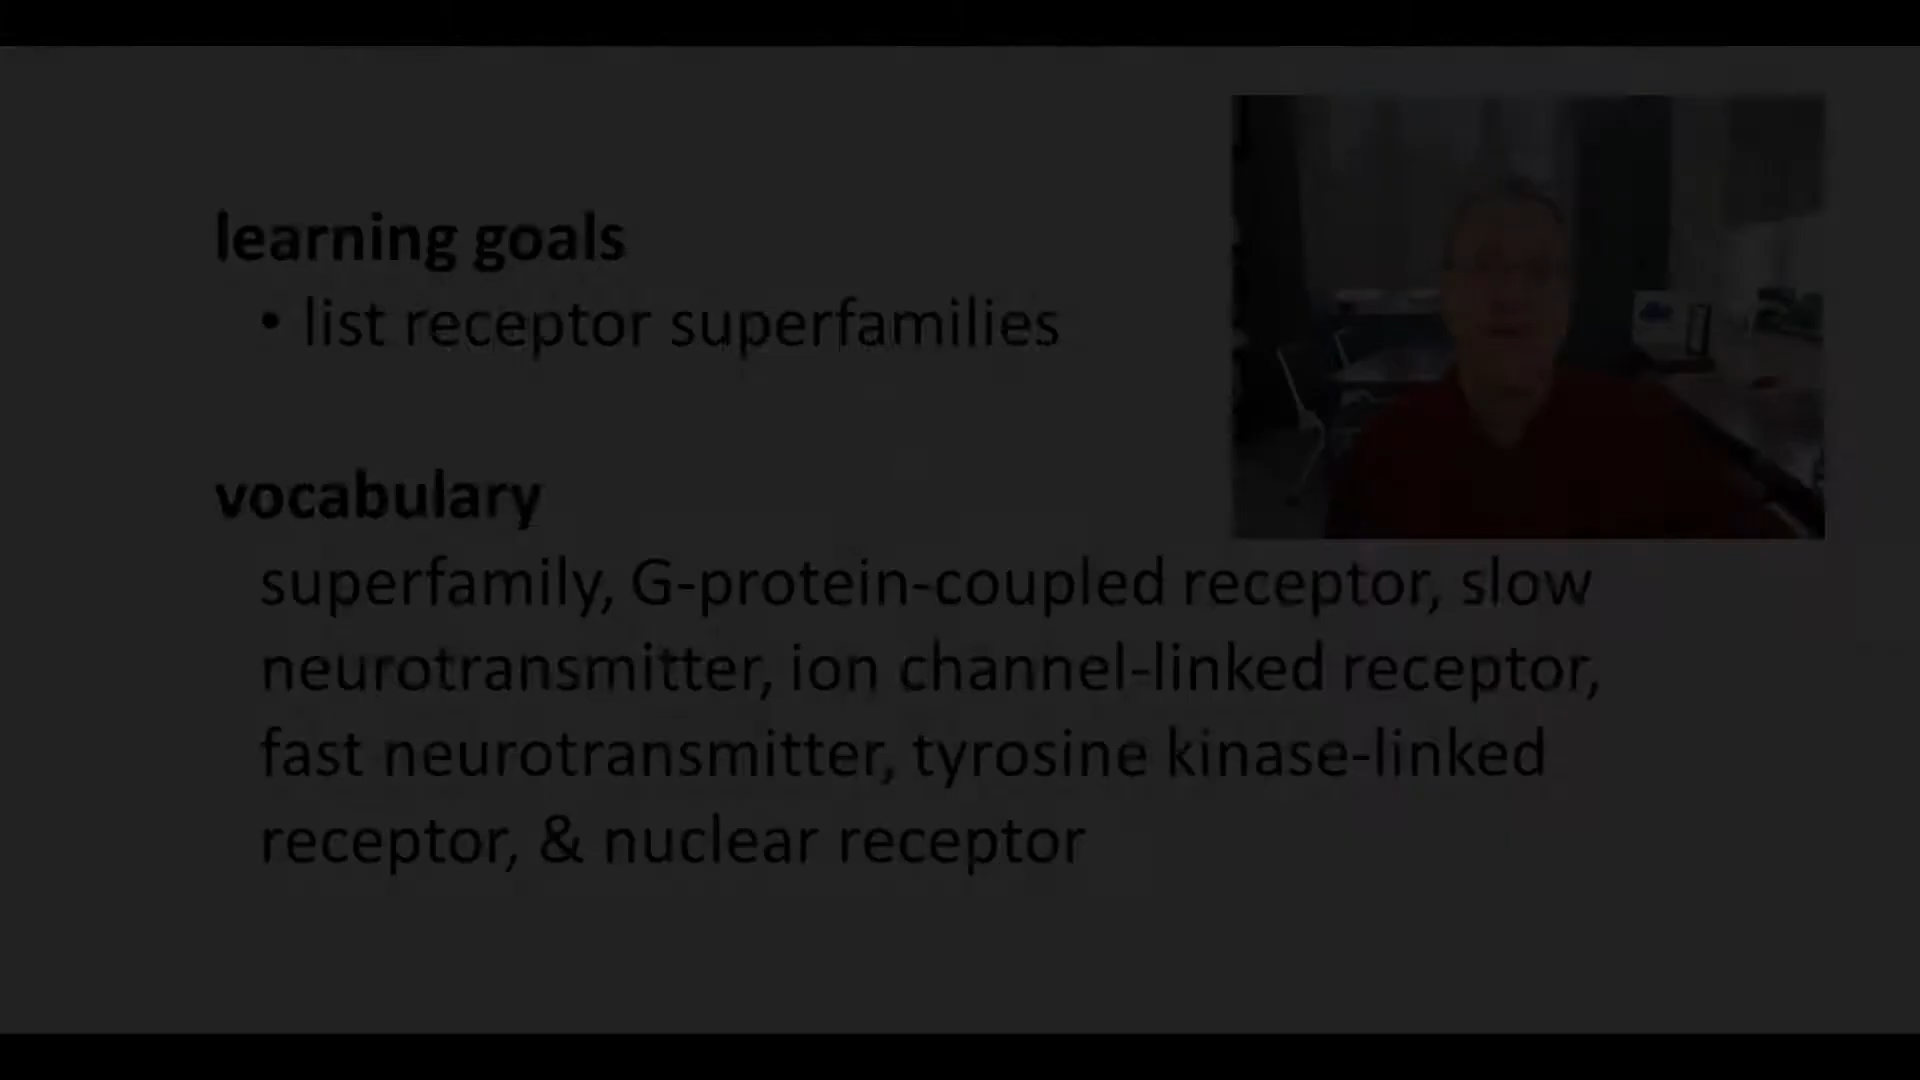 learning goals
• list receptor superfamilies
vocabulary
superfamily, G-protein-coupled receptor, slow
neurotransmitter, ion channel-linked receptor,
fast neurotransmitter, tyrosine kinase-linked
receptor, & nuclear receptor